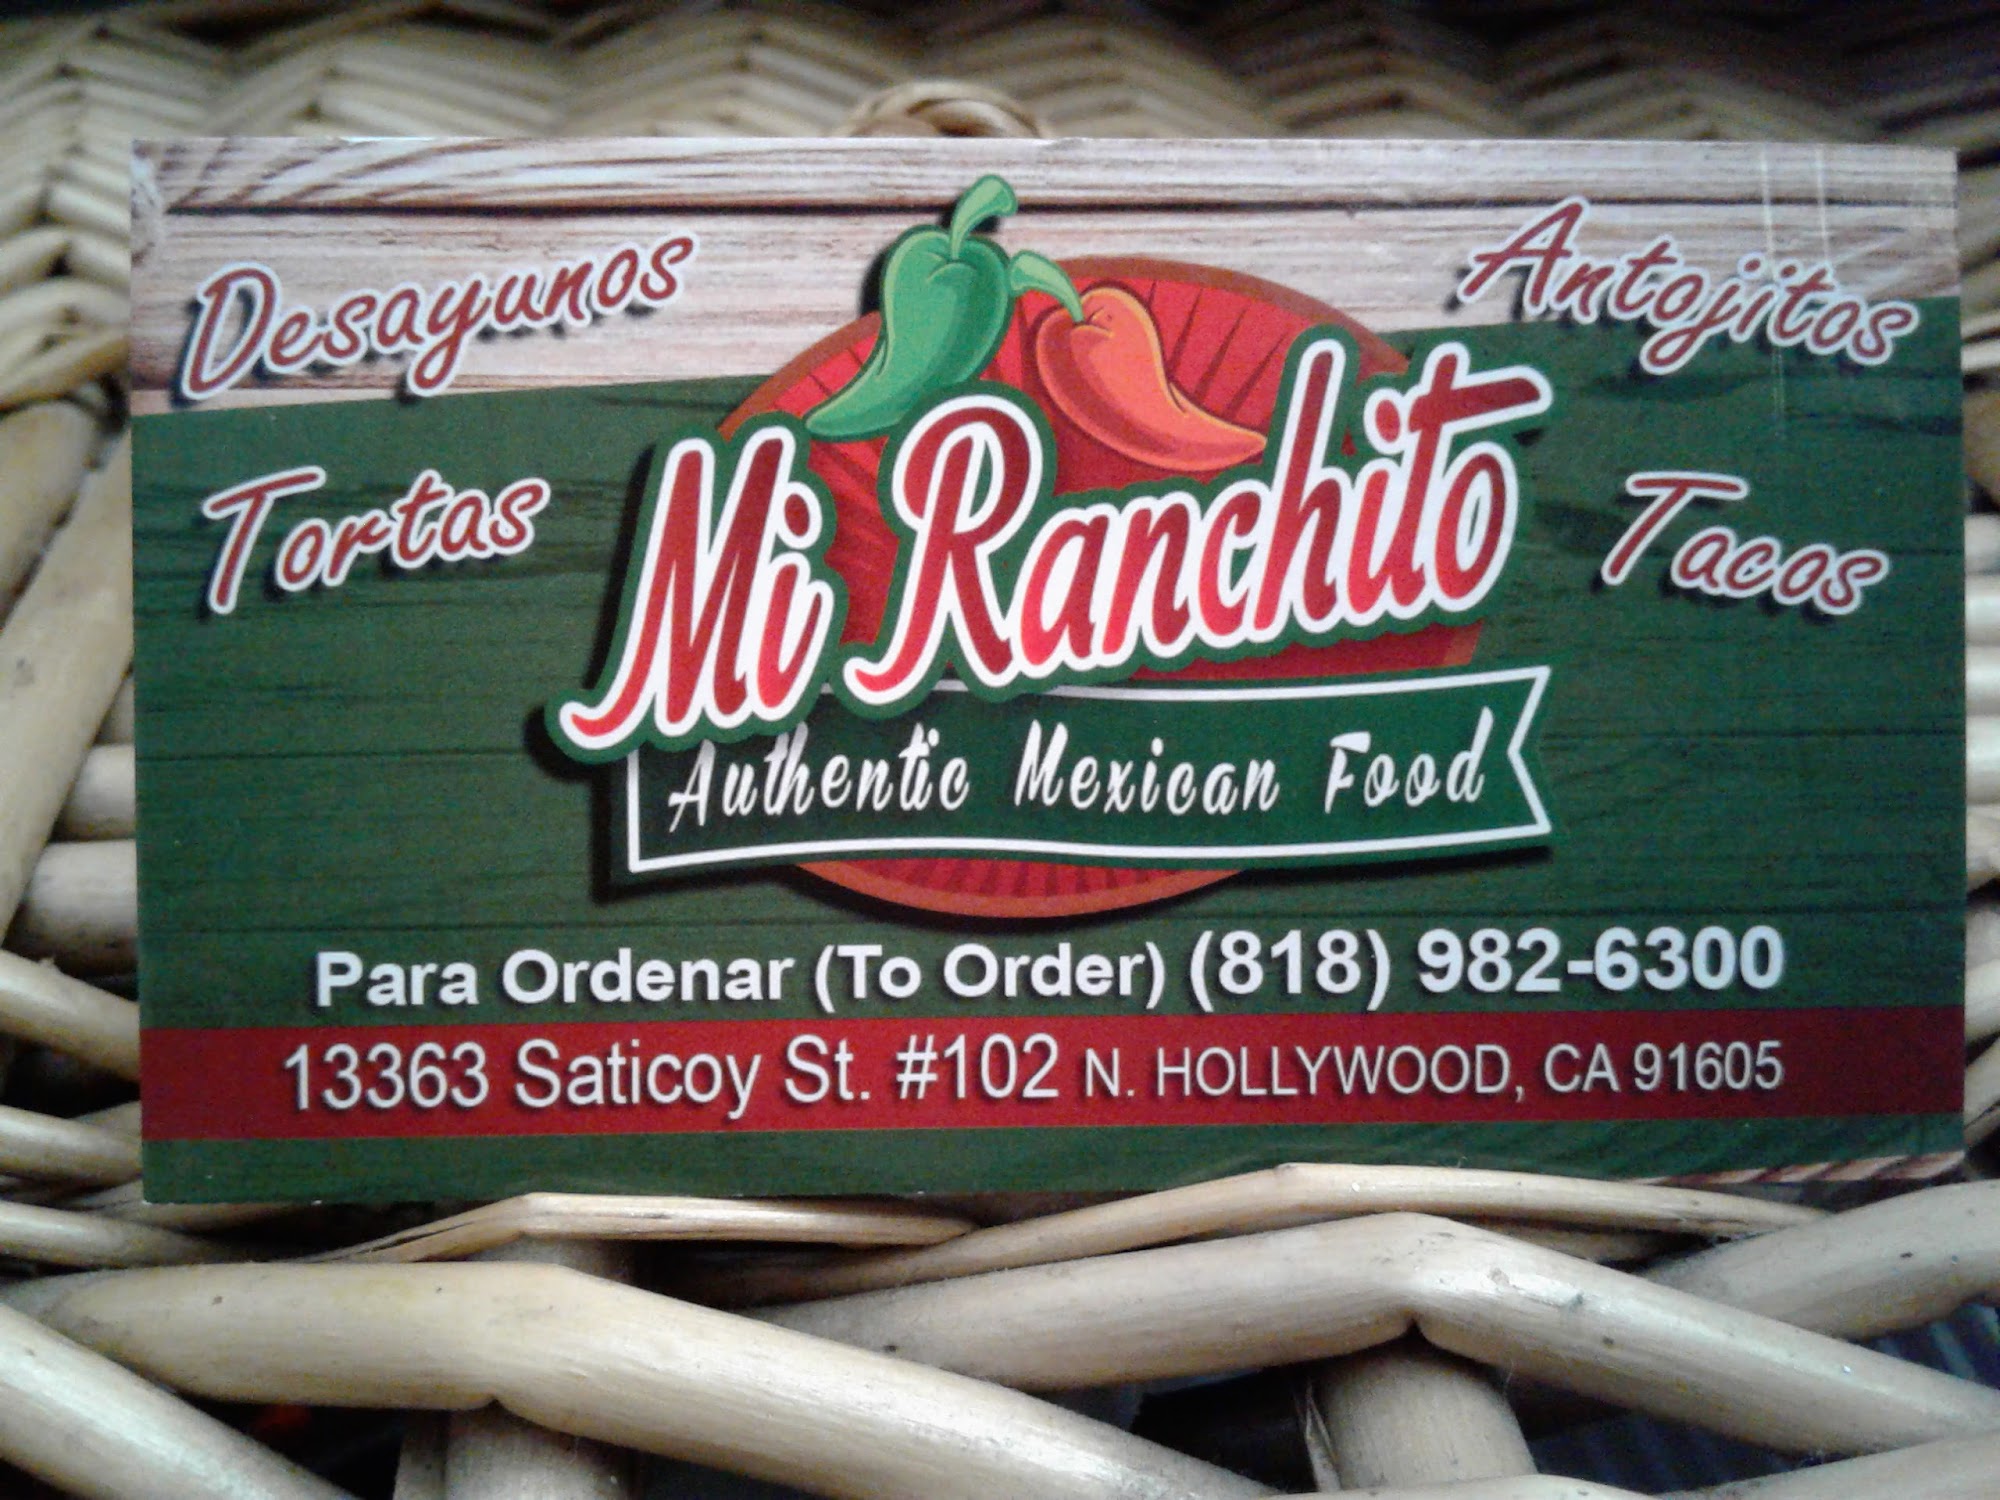 Desayunos
Antojitos
Tortas
Tacos
Mi Ranchito
Authentic Mexican Food
Para Ordenar (To Order) (818) 982-6300
13363 Saticoy St. #102 N. HOLLYWOOD, CA 91605